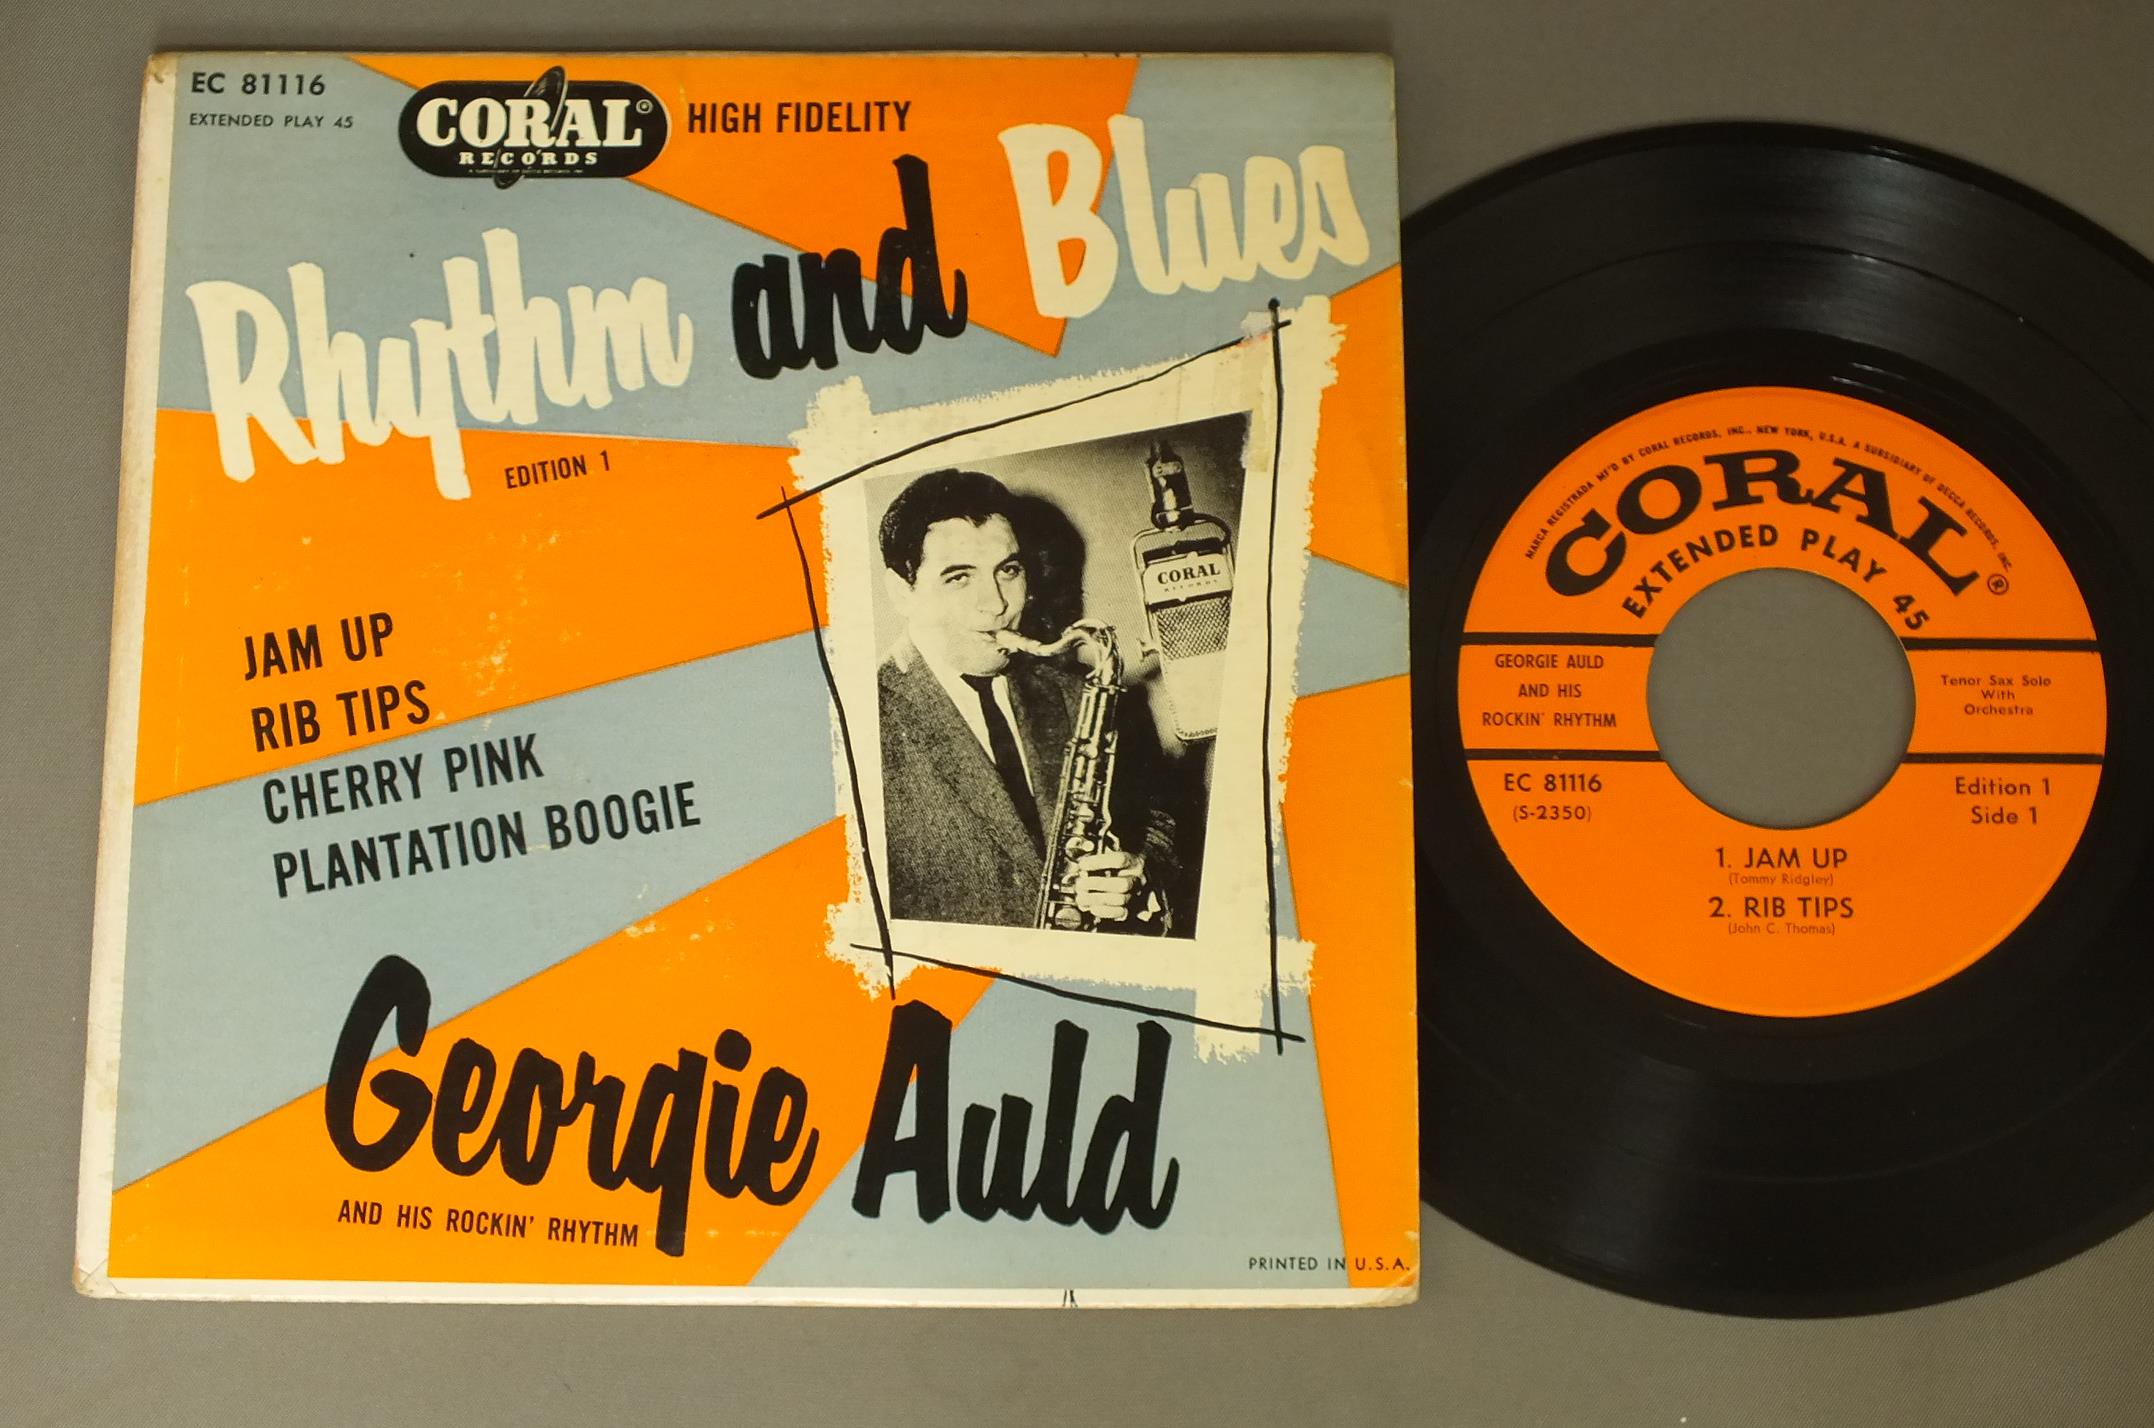 EC 81116
EXTENDED PLAY 45
CORAL
RECORDS
HIGH FIDELITY
Rhythm and Blues
EDITION 1
JAM UP
RIB TIPS
CHERRY PINK
PLANTATION BOOGIE
CORAL
RECORDS
Georgie Auld
AND HIS ROCKIN' RHYTHM
PRINTED IN U.S.A.
MARCA REGISTRADA MF'D BY CORAL RECORDS, INC., NEW YORK, U.S.A. A SUBSIDIARY OF DECCA RECORDS, INC.
CORAL®
EXTENDED PLAY 45
GEORGIE AULD
AND HIS
ROCKIN' RHYTHM
Tenor Sax Solo
With
Orchestra
EC 81116
(S-2350)
Edition 1
Side 1
1. JAM UP
(Tommy Ridgley)
2. RIB TIPS
(John C. Thomas)